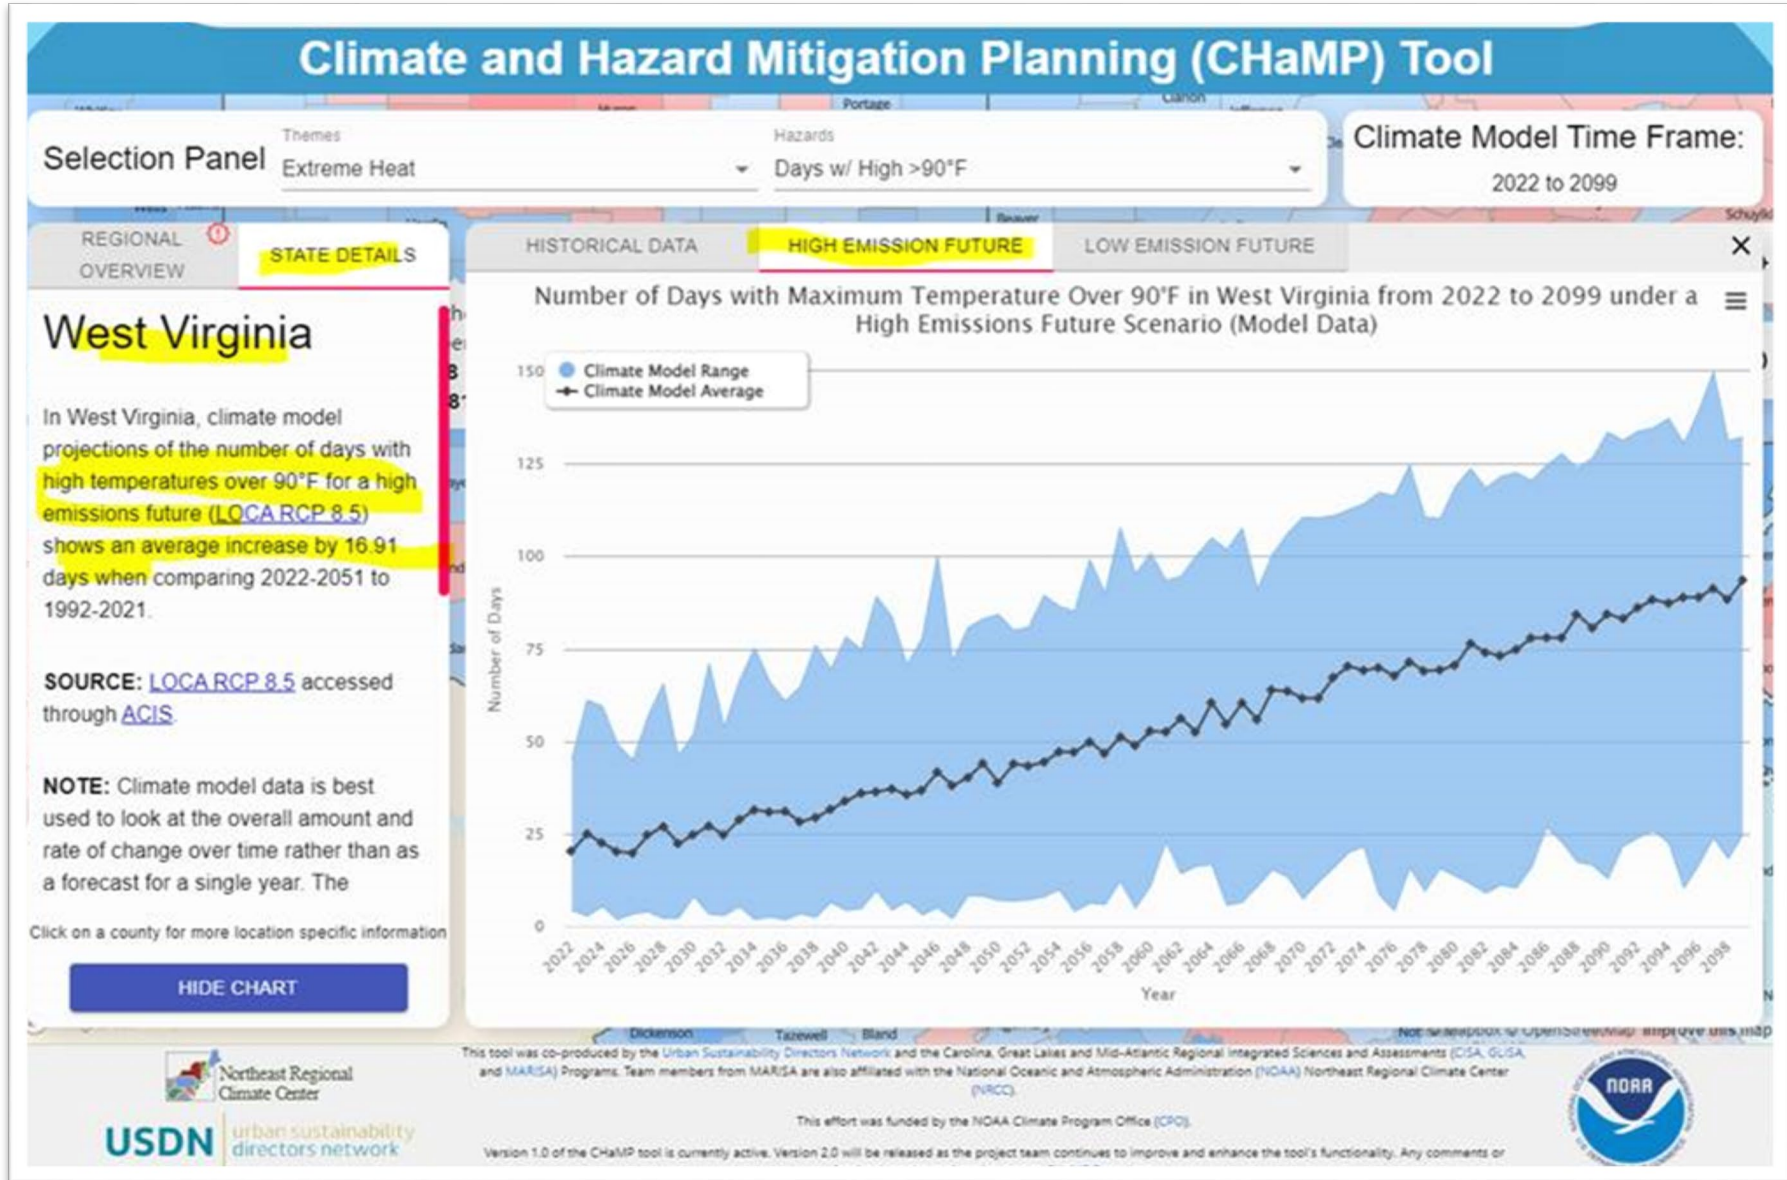 Climate and Hazard Mitigation Planning (CHaMP) Tool
Portage
Clarion
Selection Panel
Themes
Extreme Heat
Hazards
Days w/ High >90°F
Climate Model Time Frame:
2022 to 2099
Beaver
REGIONAL
OVERVIEW
STATE DETAILS
HISTORICAL DATA
HIGH EMISSION FUTURE
LOW EMISSION FUTURE
West Virginia
In West Virginia, climate model
projections of the number of days with
high temperatures over 90°F for a high
emissions future (LOCA RCP 8.5)
shows an average increase by 16.91
days when comparing 2022-2051 to
1992-2021.
SOURCE: LOCA RCP 8.5 accessed
through ACIS.
NOTE: Climate model data is best
used to look at the overall amount and
rate of change over time rather than as
a forecast for a single year. The
Click on a county for more location specific information
HIDE CHART
Number of Days with Maximum Temperature Over 90°F in West Virginia from 2022 to 2099 under a
High Emissions Future Scenario (Model Data)
Climate Model Range
Climate Model Average
150
125
100
75
50
25
0
Number of Days
2022 2024 2026 2028 2030 2032 2034 2036 2038 2040 2042 2044 2046 2048 2050 2052 2054 2056 2058 2060 2062 2064 2066 2068 2070 2072 2074 2076 2078 2080 2082 2084 2086 2088 2090 2092 2094 2096 2098
Year
Dickenson
Tazewell
Bland
© Mapbox © OpenStreetMap Improve this map
Northeast Regional
Climate Center
USDN urban sustainability
directors network
This tool was co-produced by the Urban Sustainability Directors Network and the Carolina, Great Lakes and Mid-Atlantic Regional Integrated Sciences and Assessments (CISA, GLISA,
and MARISA) Programs. Team members from MARISA are also affiliated with the National Oceanic and Atmospheric Administration (NOAA) Northeast Regional Climate Center
(NRCC).
This effort was funded by the NOAA Climate Program Office (CPO).
Version 1.0 of the CHaMP tool is currently active. Version 2.0 will be released as the project team continues to improve and enhance the tool's functionality. Any comments or
NOAA